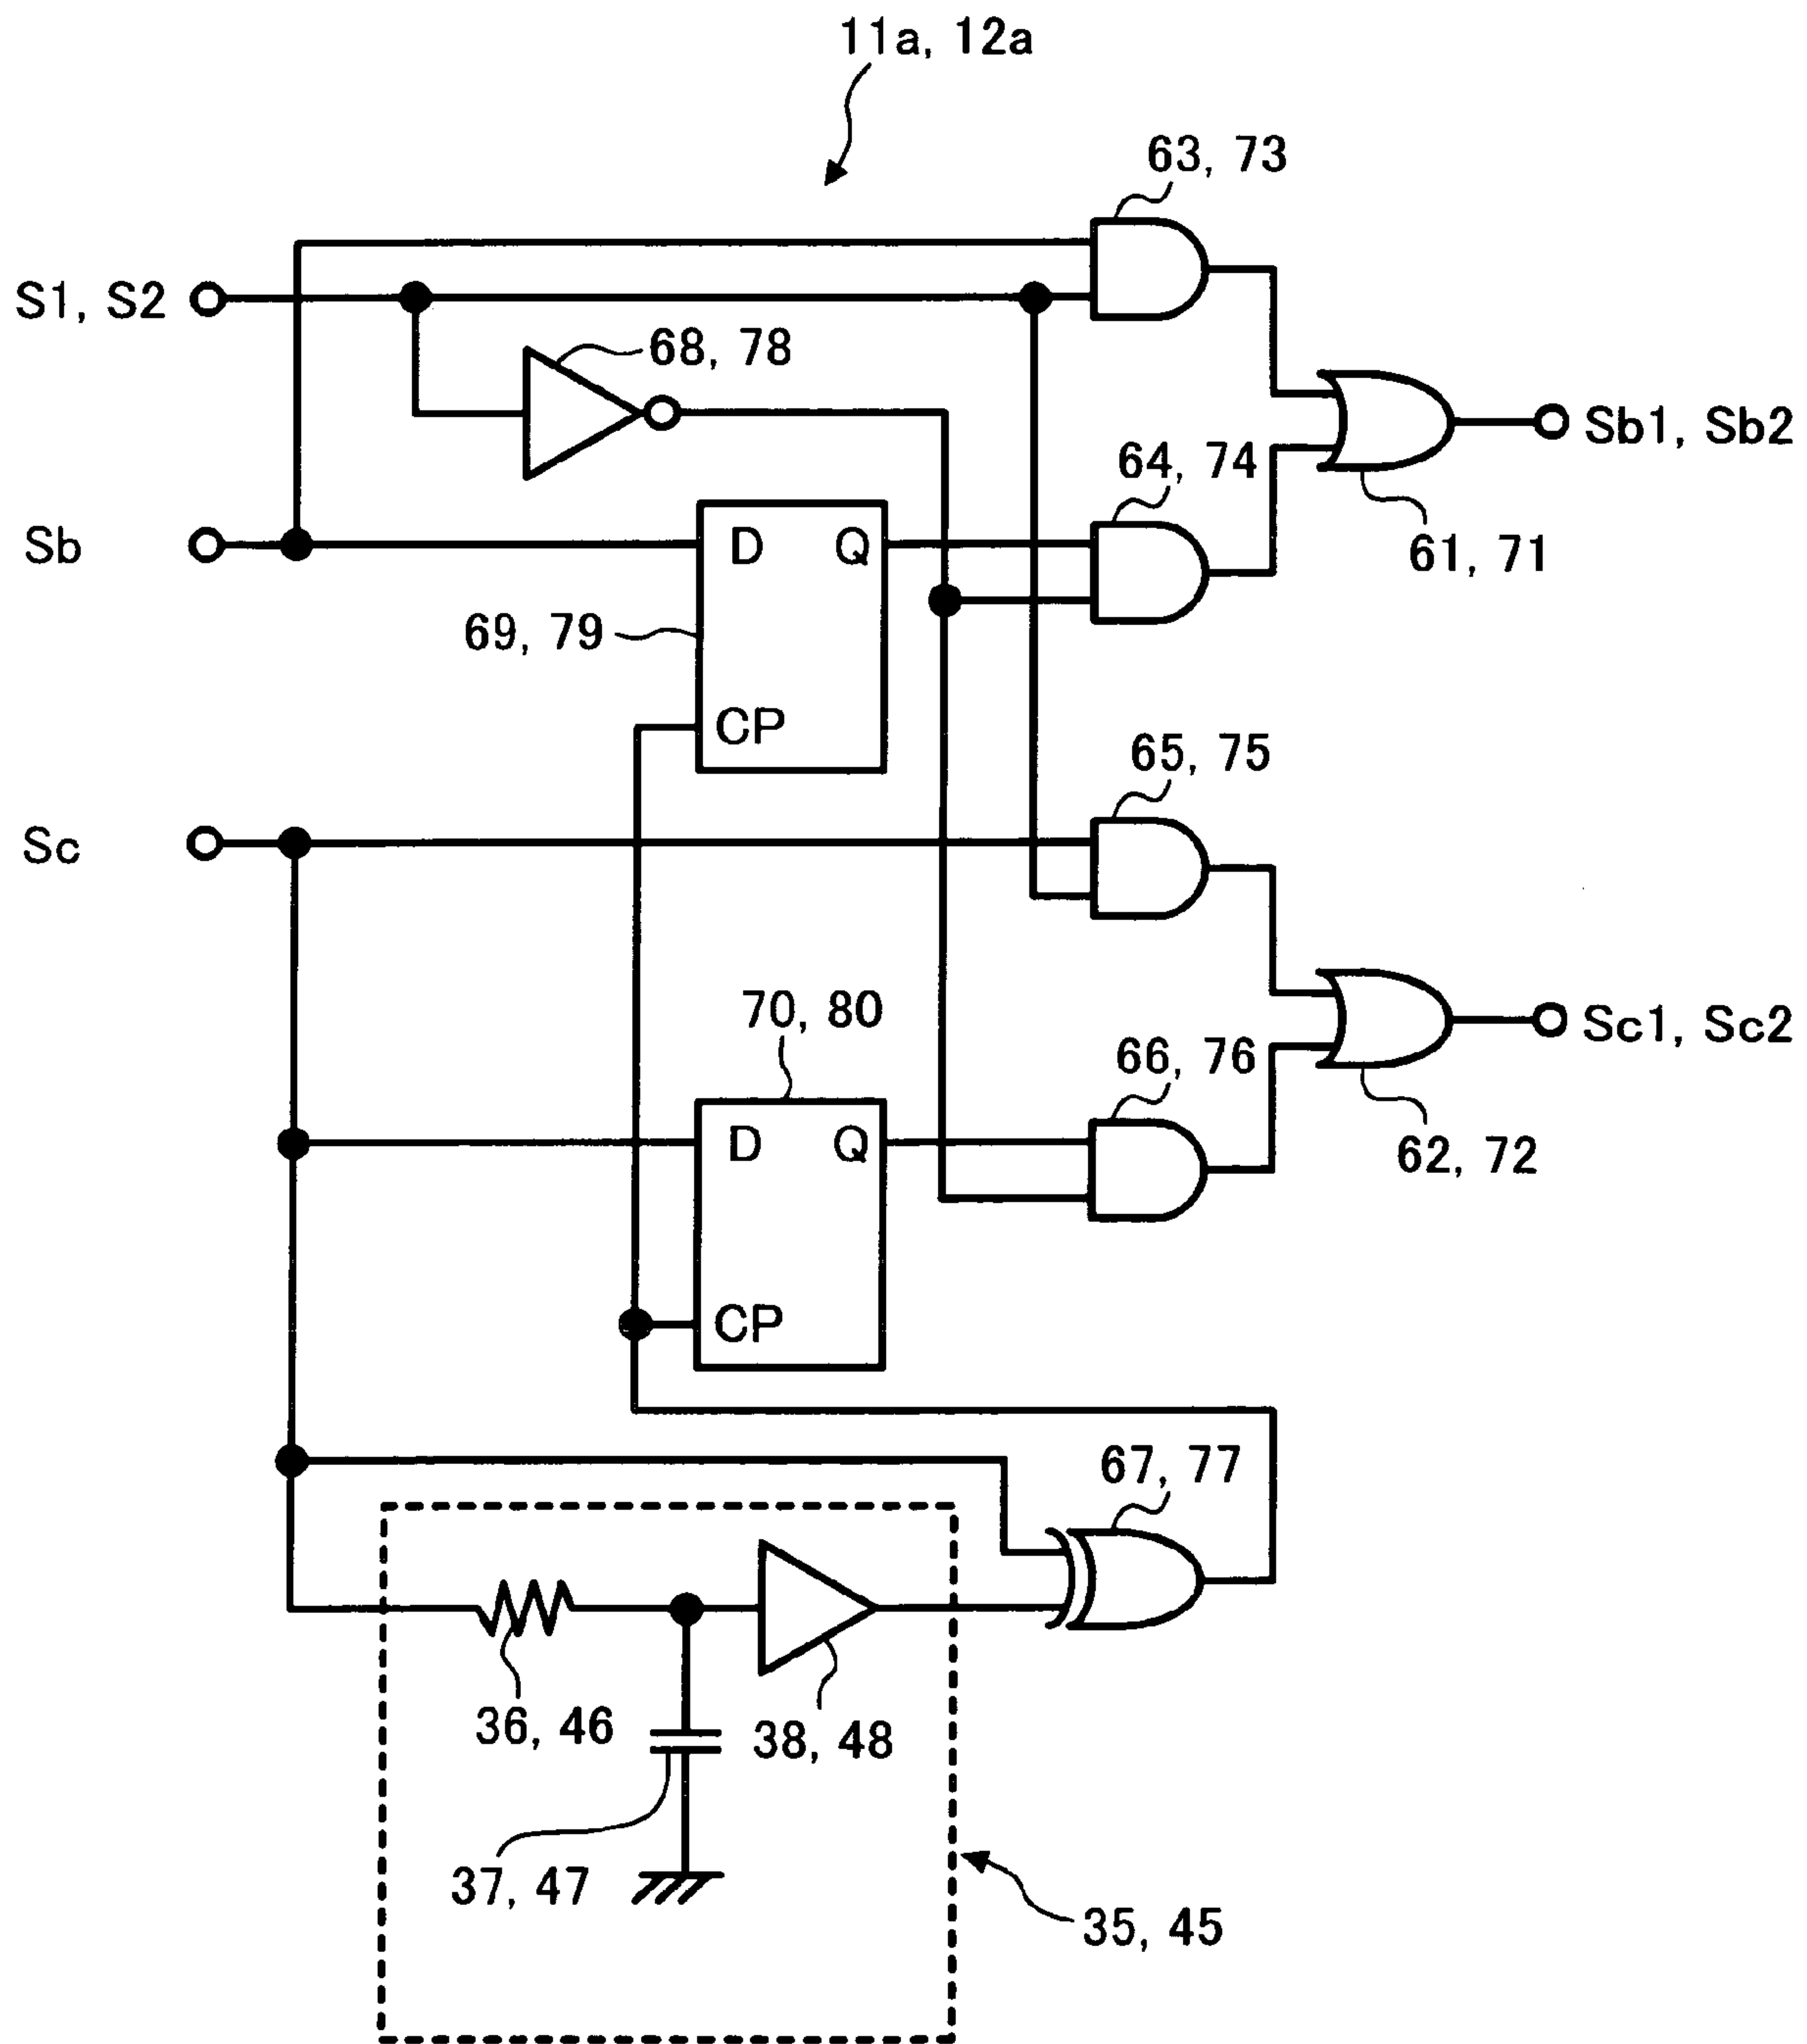 11a, 12a
63, 73
S1, S2
68, 78
Sb1, Sb2
64, 74
Sb
D Q
61, 71
69, 79
CP
65, 75
Sc
70, 80
Sc1, Sc2
66, 76
D Q
62, 72
CP
67, 77
36, 46
38, 48
37, 47
35, 45